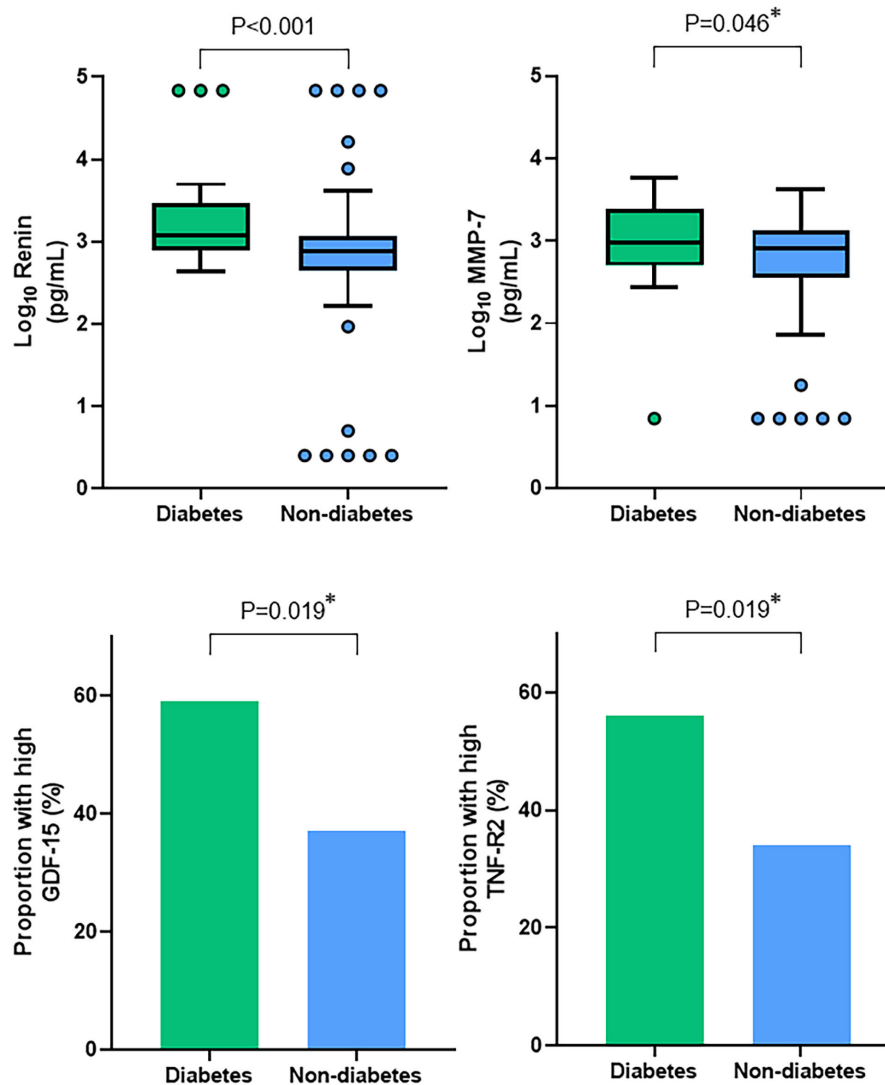 P<0.001
5
4
3
2
1
0
Log₁₀ Renin
(pg/mL)
Diabetes
Non-diabetes
P=0.046*
5
4
3
2
1
0
Log₁₀ MMP-7
(pg/mL)
Diabetes
Non-diabetes
P=0.019*
60
40
20
0
Proportion with high
GDF-15 (%)
Diabetes
Non-diabetes
P=0.019*
60
40
20
0
Proportion with high
TNF-R2 (%)
Diabetes
Non-diabetes